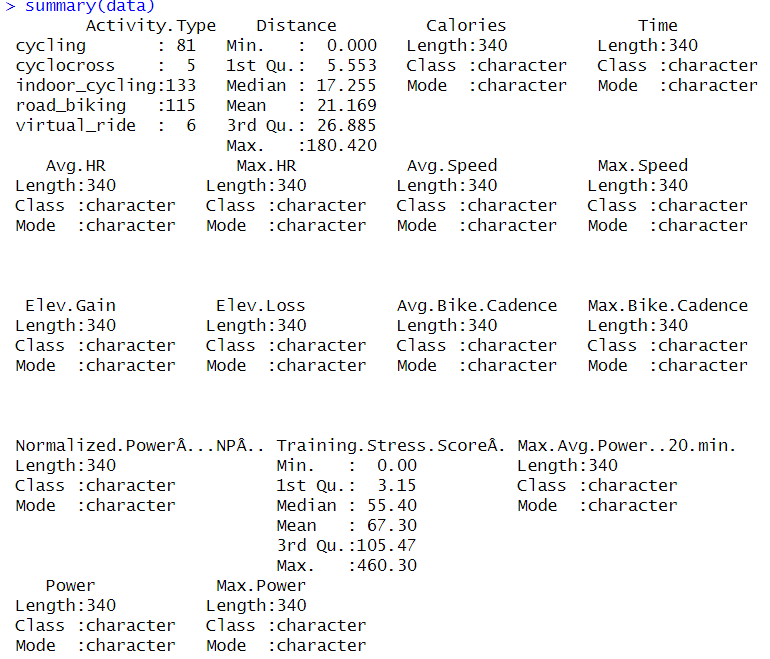 > summary(data)
Activity.Type Distance Calories Time
cycling : 81 Min. : 0.000 Length:340 Length:340
cyclocross : 5 1st Qu.: 5.553 Class :character Class :character
indoor_cycling:133 Median : 17.255 Mode :character Mode :character
road_biking :115 Mean : 21.169
virtual_ride : 6 3rd Qu.: 26.885
Max. :180.420
Avg.HR Max.HR Avg.Speed Max.Speed
Length:340 Length:340 Length:340 Length:340
Class :character Class :character Class :character Class :character
Mode :character Mode :character Mode :character Mode :character
Elev.Gain Elev.Loss Avg.Bike.Cadence Max.Bike.Cadence
Length:340 Length:340 Length:340 Length:340
Class :character Class :character Class :character Class :character
Mode :character Mode :character Mode :character Mode :character
Normalized.PowerÂ...NPÂ.. Training.Stress.ScoreÂ. Max.Avg.Power..20.min.
Length:340 Min. : 0.00 Length:340
Class :character 1st Qu.: 3.15 Class :character
Mode :character Median : 55.40 Mode :character
Mean : 67.30
3rd Qu.:105.47
Max. :460.30
Power Max.Power
Length:340 Length:340
Class :character Class :character
Mode :character Mode :character